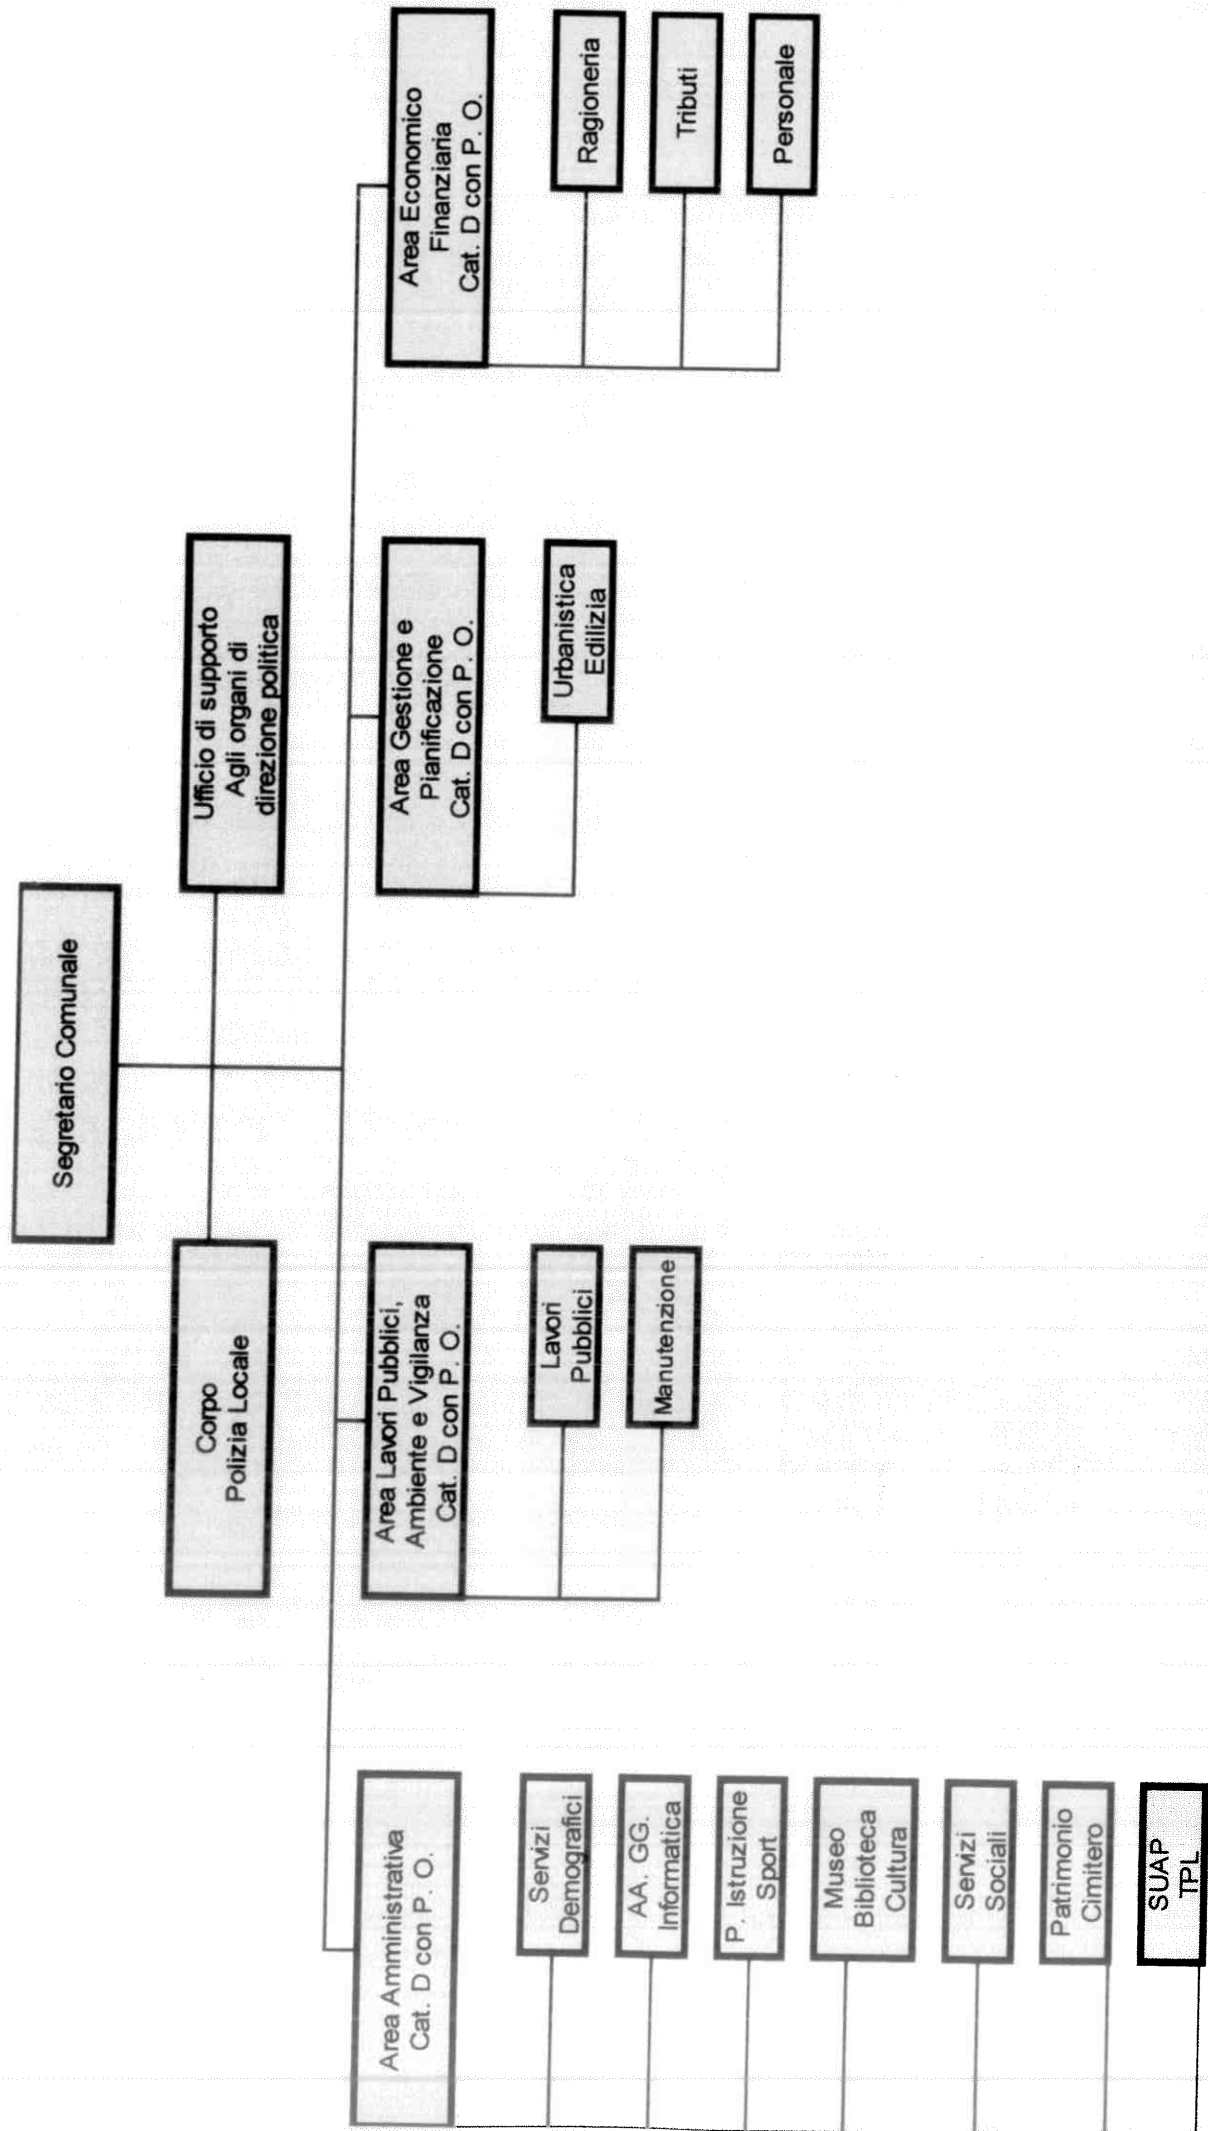 Segretario Comunale
Corpo
Polizia Locale
Ufficio di supporto
Agli organi di
direzione politica
Area Amministrativa
Cat. D con P. O.
Area Lavori Pubblici,
Ambiente e Vigilanza
Cat. D con P. O.
Area Gestione e
Pianificazione
Cat. D con P. O.
Area Economico
Finanziaria
Cat. D con P. O.
Servizi
Demografici
AA. GG.
Informatica
P. Istruzione
Sport
Museo
Biblioteca
Cultura
Servizi
Sociali
Patrimonio
Cimitero
SUAP
TPL
Lavori
Pubblici
Manutenzione
Urbanistica
Edilizia
Ragioneria
Tributi
Personale